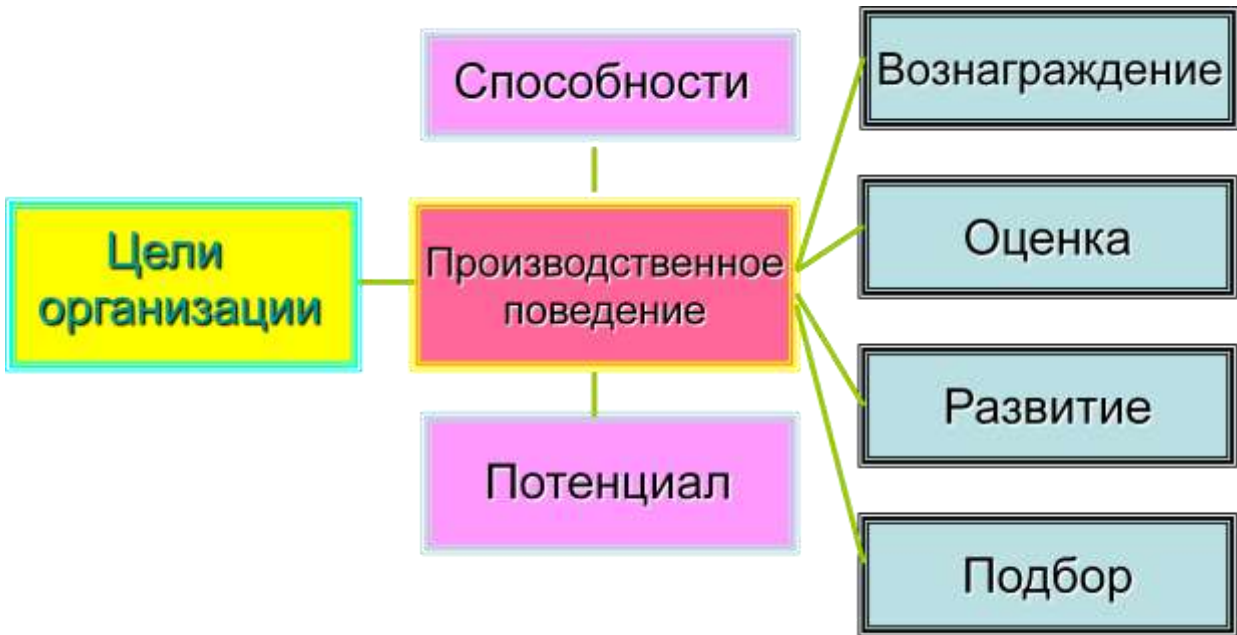 Способности
Вознаграждение
Цели
организации
Производственное
поведение
Оценка
Развитие
Потенциал
Подбор